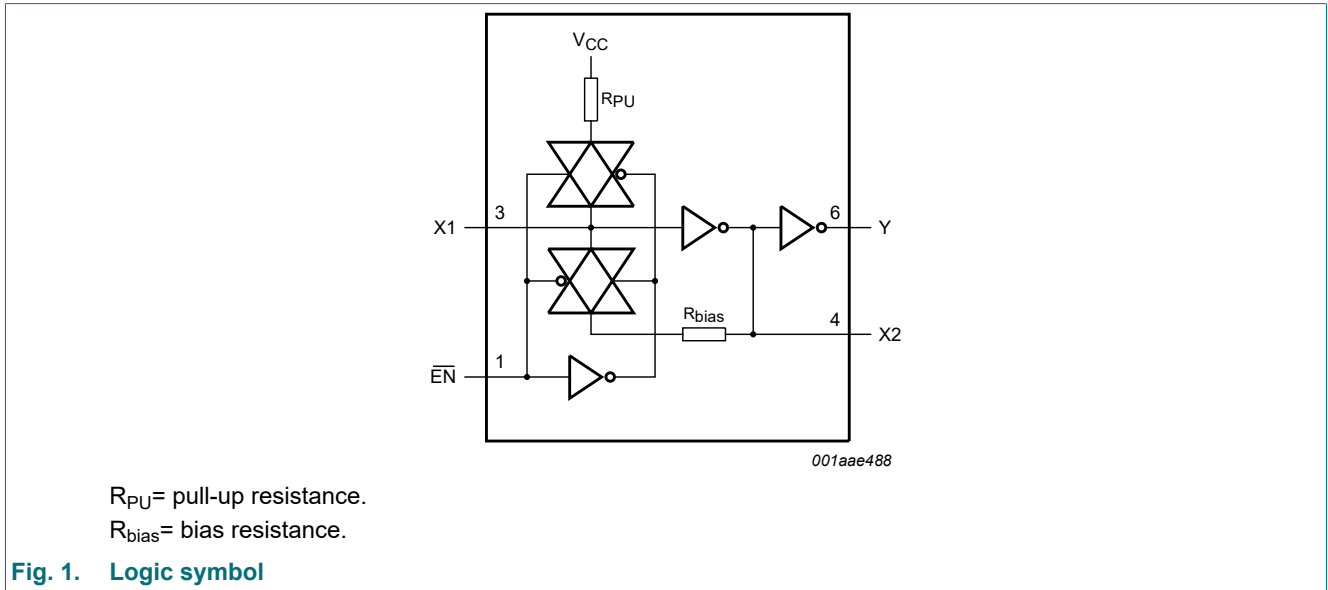 VCC
RPU
X1
3
6
Y
Rbias
4
X2
EN
1
001aae488
RPU= pull-up resistance.
Rbias= bias resistance.
Fig. 1. Logic symbol